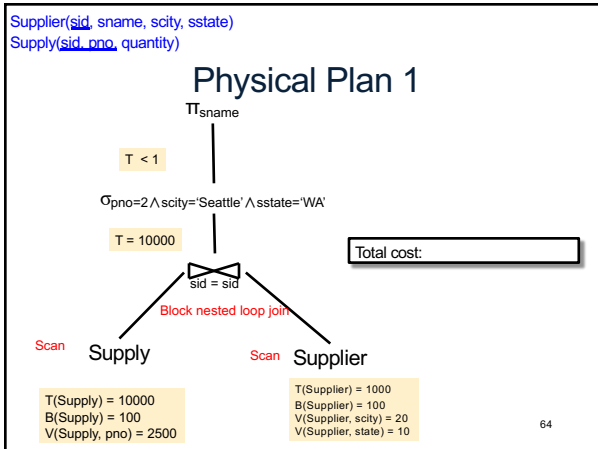 Supplier(sid, sname, scity, sstate)
Supply(sid, pno, quantity)
Physical Plan 1
πsname
T < 1
σpno=2∧scity='Seattle'∧sstate='WA'
T = 10000
Total cost:
sid = sid
Block nested loop join
Scan
Supply
Scan
Supplier
T(Supply) = 10000
B(Supply) = 100
V(Supply, pno) = 2500
T(Supplier) = 1000
B(Supplier) = 100
V(Supplier, scity) = 20
V(Supplier, state) = 10
64